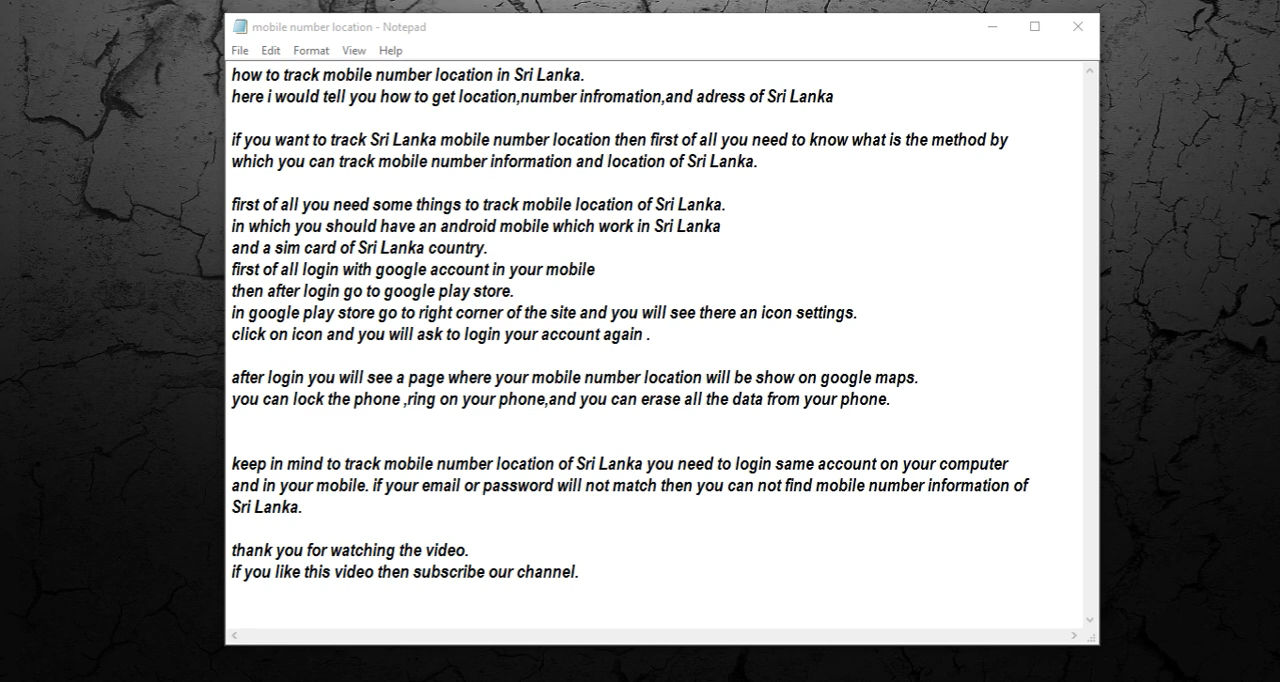 mobile number location - Notepad
File Edit Format View Help
how to track mobile number location in Sri Lanka.
here i would tell you how to get location,number infromation,and adress of Sri Lanka
if you want to track Sri Lanka mobile number location then first of all you need to know what is the method by
which you can track mobile number information and location of Sri Lanka.
first of all you need some things to track mobile location of Sri Lanka.
in which you should have an android mobile which work in Sri Lanka
and a sim card of Sri Lanka country.
first of all login with google account in your mobile
then after login go to google play store.
in google play store go to right corner of the site and you will see there an icon settings.
click on icon and you will ask to login your account again .
after login you will see a page where your mobile number location will be show on google maps.
you can lock the phone ,ring on your phone,and you can erase all the data from your phone.
keep in mind to track mobile number location of Sri Lanka you need to login same account on your computer
and in your mobile. if your email or password will not match then you can not find mobile number information of
Sri Lanka.
thank you for watching the video.
if you like this video then subscribe our channel.